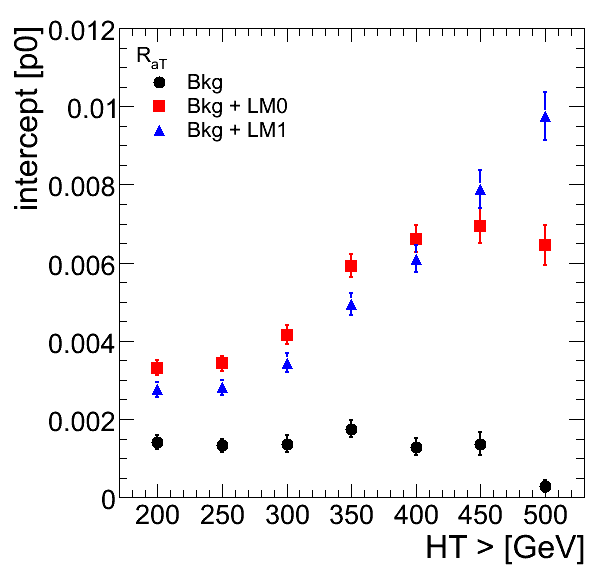 intercept [p0]
0.012
0.01
0.008
0.006
0.004
0.002
0
R_aT
Bkg
Bkg + LM0
Bkg + LM1
200 250 300 350 400 450 500
HT > [GeV]